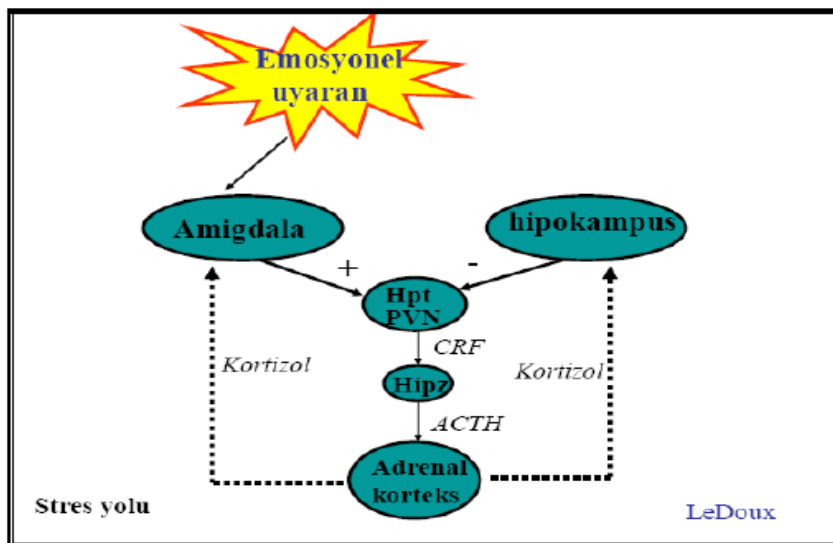 Emosyonel
uyaran
Amigdala
hipokampus
+
-
Hpt
PVN
CRF
Kortizol
Kortizol
Hipz
ACTH
Adrenal
korteks
Stres yolu
LeDoux